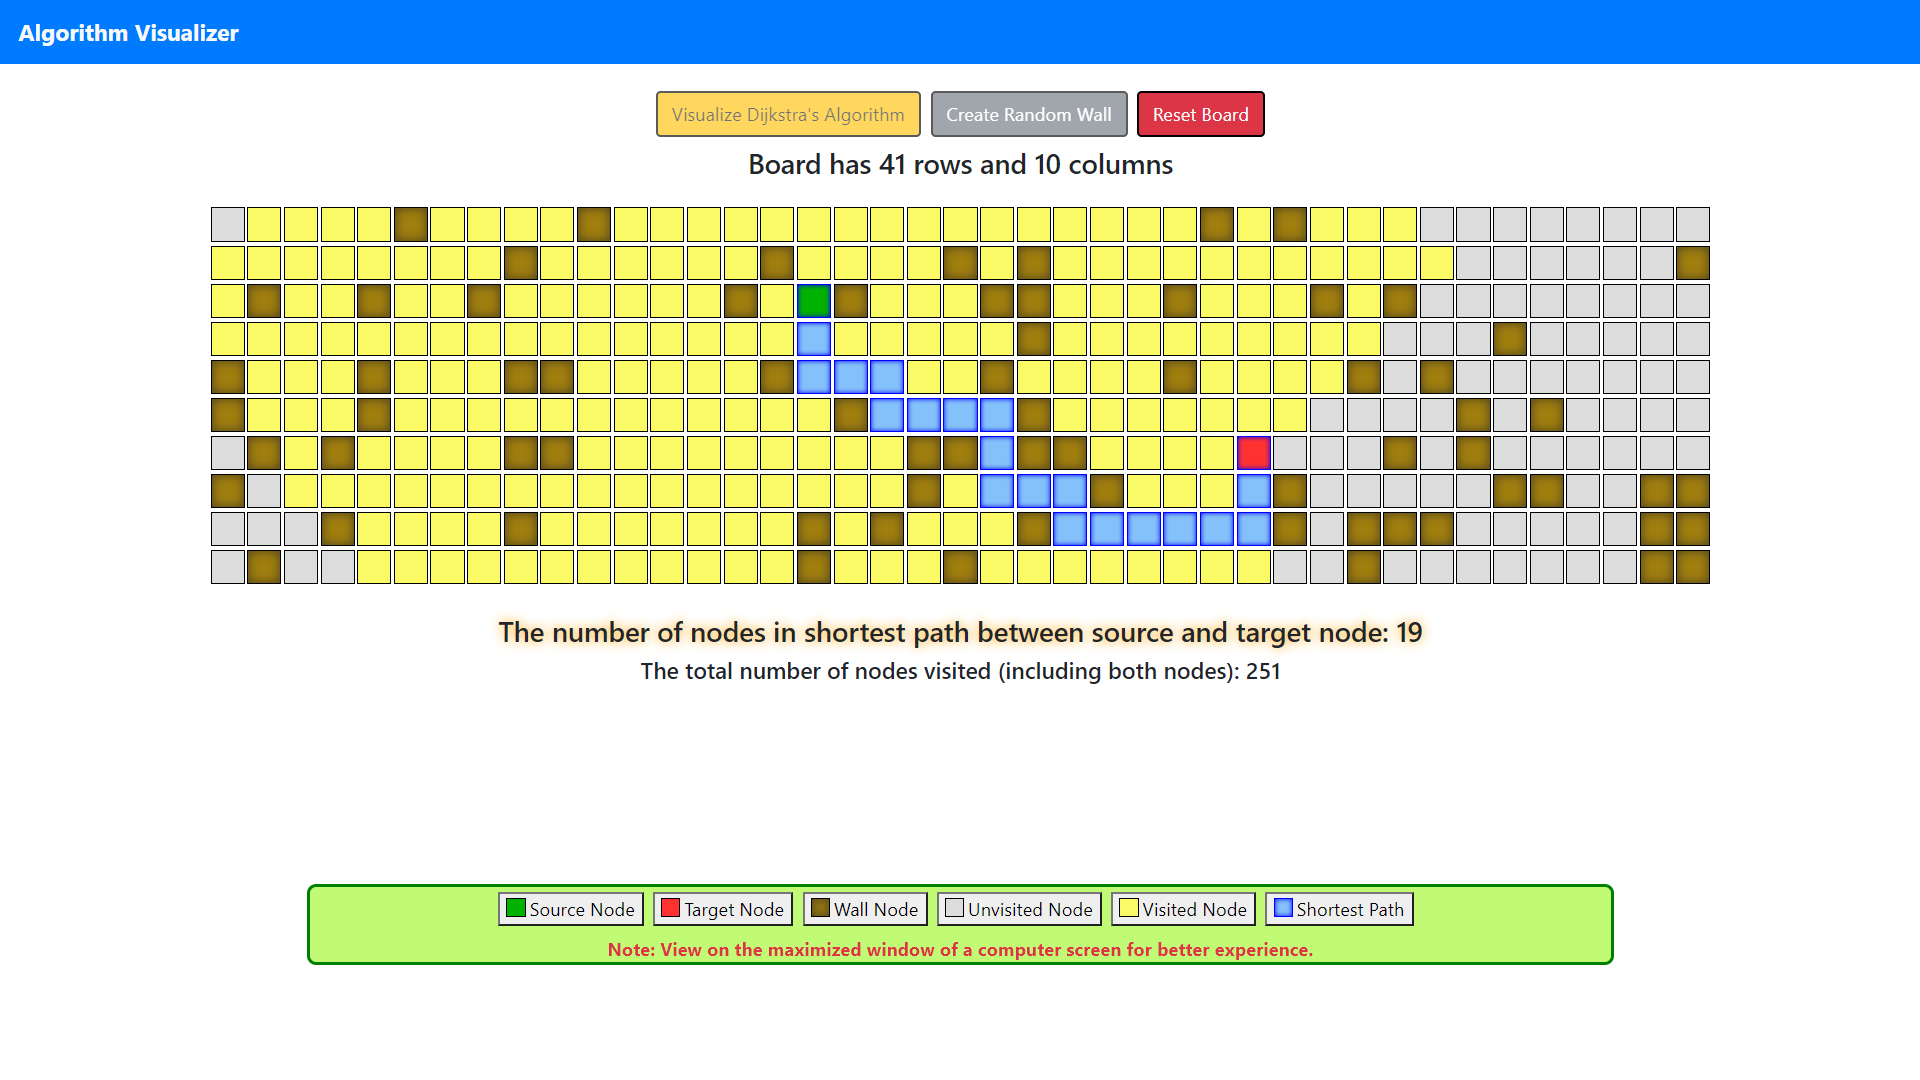 Algorithm Visualizer
Visualize Dijkstra's Algorithm Create Random Wall Reset Board
Board has 41 rows and 10 columns
The number of nodes in shortest path between source and target node: 19
The total number of nodes visited (including both nodes): 251
Source Node Target Node Wall Node Unvisited Node Visited Node Shortest Path
Note: View on the maximized window of a computer screen for better experience.